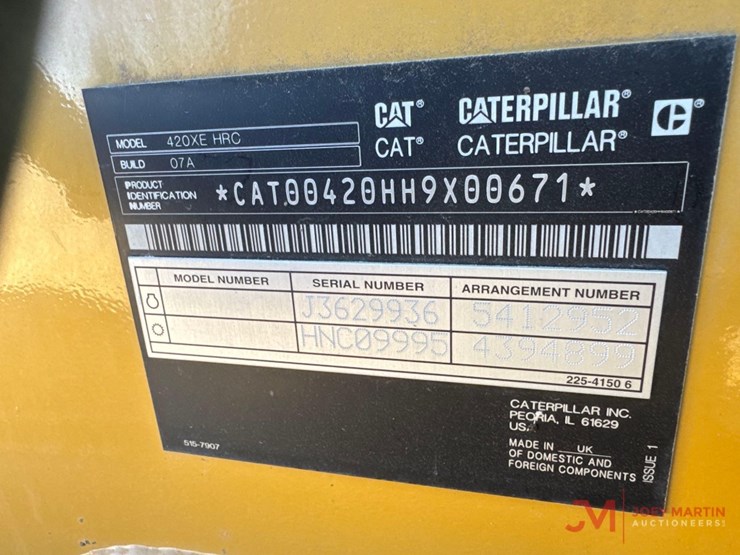 CAT® CATERPILLAR®
CAT® CATERPILLAR®
MODEL 420XE HRC
BUILD 07A
PRODUCT IDENTIFICATION NUMBER
*CAT00420HH9X00671*
MODEL NUMBER SERIAL NUMBER ARRANGEMENT NUMBER
J3629936 5412952
HNC09995 4394899
225-4150 6
CATERPILLAR INC.
PEORIA, IL 61629
US.
MADE IN UK
OF DOMESTIC AND
FOREIGN COMPONENTS
ISSUE 1
515-7907
JM JOEY MARTIN
AUCTIONEERS!